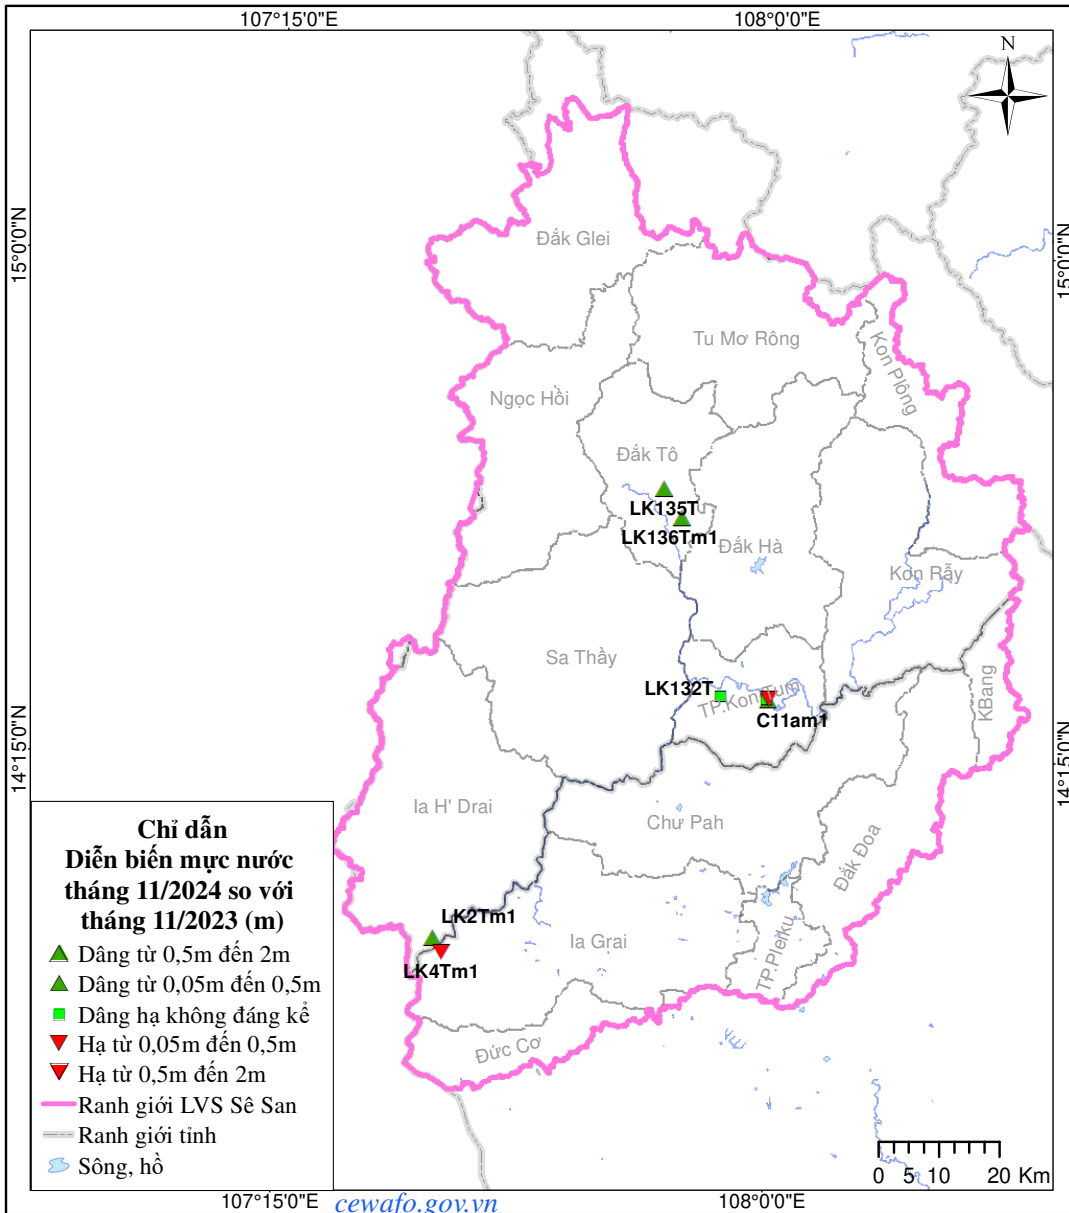 107°15'0"E
108°0'0"E
N
15°0'0"N
15°0'0"N
Đắk Glei
Tu Mơ Rông
Kon Plông
Ngọc Hồi
Đắk Tô
LK135T
LK136Tm1
Đắk Hà
Kon Rẫy
Sa Thầy
LK132T
TP.Kon Tum
C11am1
KBang
14°15'0"N
14°15'0"N
Ia H' Drai
Chư Pah
Đắk Đoa
LK2Tm1
LK4Tm1
Ia Grai
TP.Pleiku
Đức Cơ
Chỉ dẫn
Diễn biến mực nước
tháng 11/2024 so với
tháng 11/2023 (m)
Dâng từ 0,5m đến 2m
Dâng từ 0,05m đến 0,5m
Dâng hạ không đáng kể
Hạ từ 0,05m đến 0,5m
Hạ từ 0,5m đến 2m
Ranh giới LVS Sê San
Ranh giới tỉnh
Sông, hồ
0 5 10 20 Km
107°15'0"E
108°0'0"E
cewafo.gov.vn